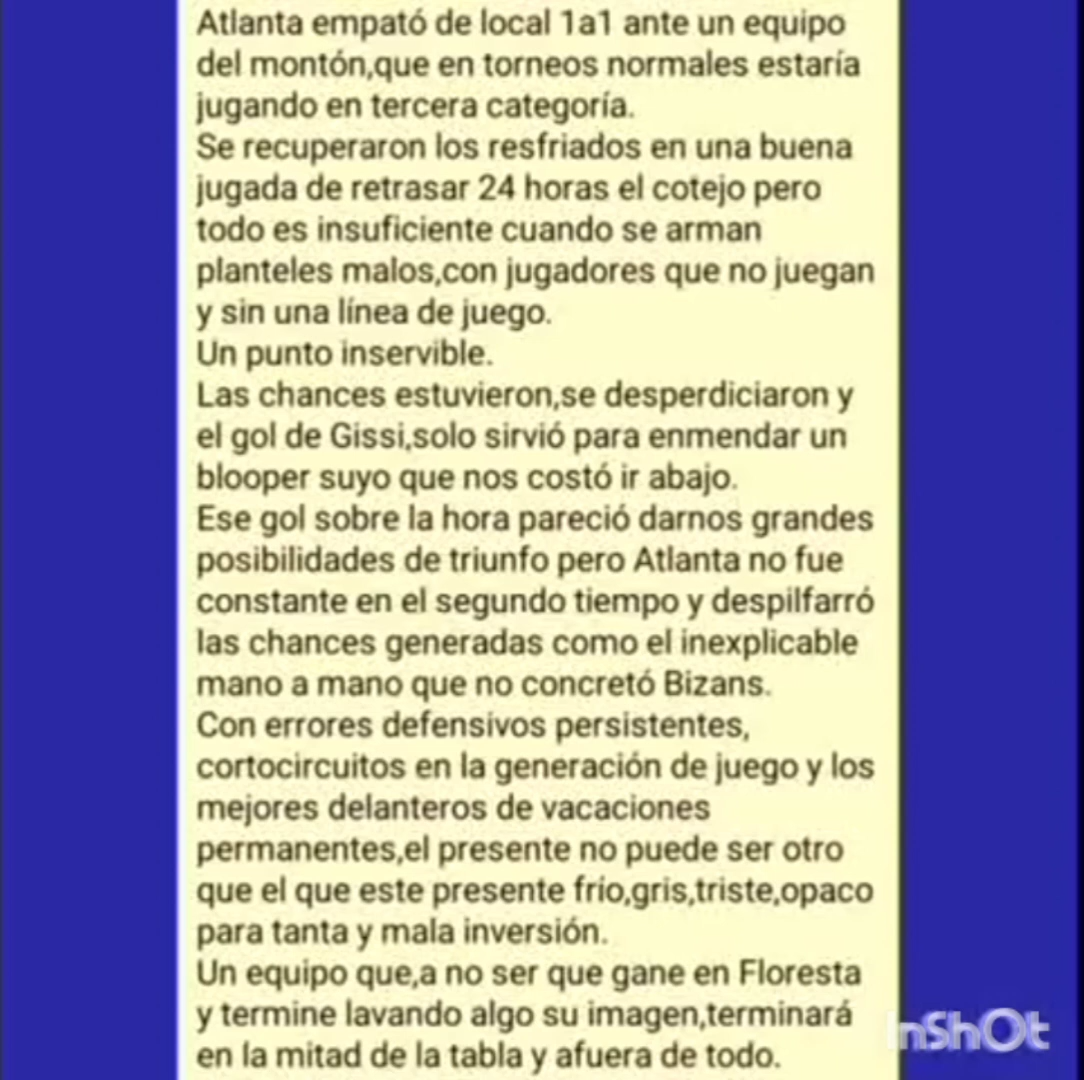 Atlanta empató de local 1a1 ante un equipo
del montón,que en torneos normales estaría
jugando en tercera categoría.
Se recuperaron los resfriados en una buena
jugada de retrasar 24 horas el cotejo pero
todo es insuficiente cuando se arman
planteles malos,con jugadores que no juegan
y sin una línea de juego.
Un punto inservible.
Las chances estuvieron,se desperdiciaron y
el gol de Gissi,solo sirvió para enmendar un
blooper suyo que nos costó ir abajo.
Ese gol sobre la hora pareció darnos grandes
posibilidades de triunfo pero Atlanta no fue
constante en el segundo tiempo y despilfarró
las chances generadas como el inexplicable
mano a mano que no concretó Bizans.
Con errores defensivos persistentes,
cortocircuitos en la generación de juego y los
mejores delanteros de vacaciones
permanentes,el presente no puede ser otro
que el que este presente frío,gris,triste,opaco
para tanta y mala inversión.
Un equipo que,a no ser que gane en Floresta
y termine lavando algo su imagen,terminará
en la mitad de la tabla y afuera de todo.
InShOt